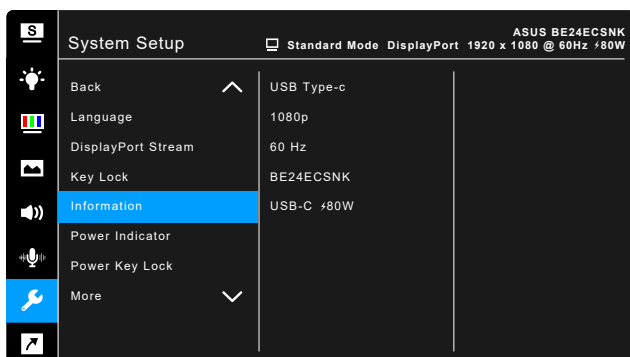 S
System Setup
ASUS BE24ECSNK
Standard Mode DisplayPort 1920 x 1080 @ 60Hz ⚡80W
Back
Language
DisplayPort Stream
Key Lock
Information
Power Indicator
Power Key Lock
More
USB Type-c
1080p
60 Hz
BE24ECSNK
USB-C ⚡80W